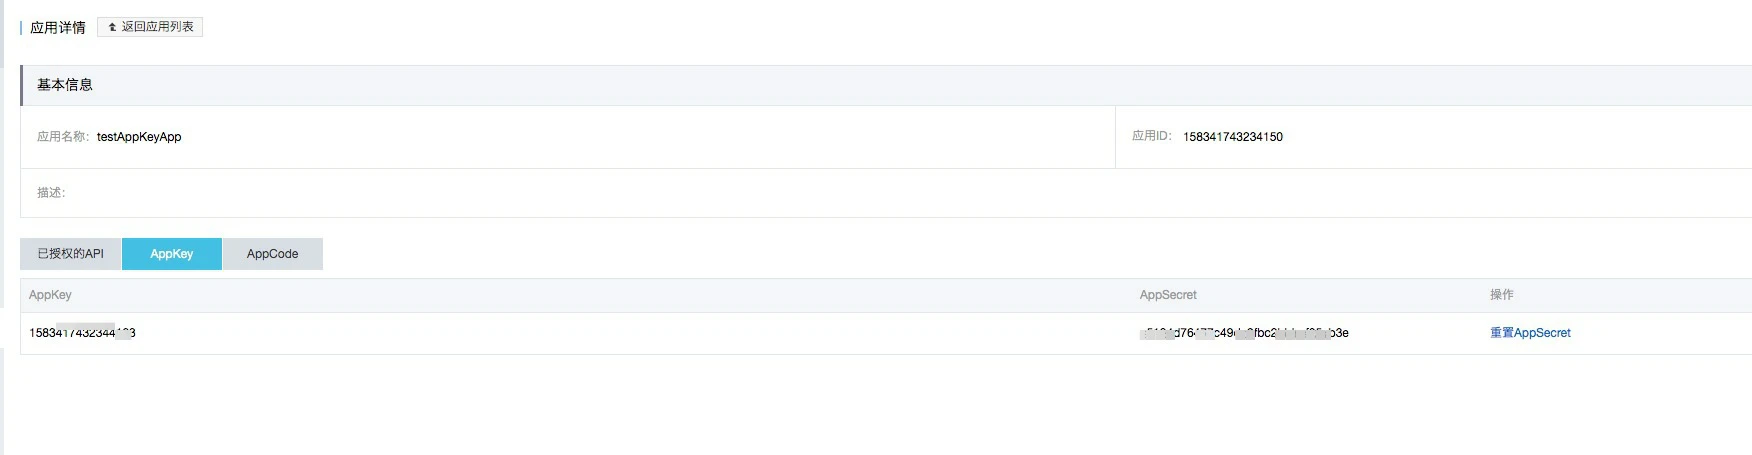 应用详情 返回应用列表
基本信息
应用名称: testAppKeyApp 应用ID: 158341743234150
描述:
已授权的API AppKey AppCode
AppKey AppSecret 操作
重置AppSecret